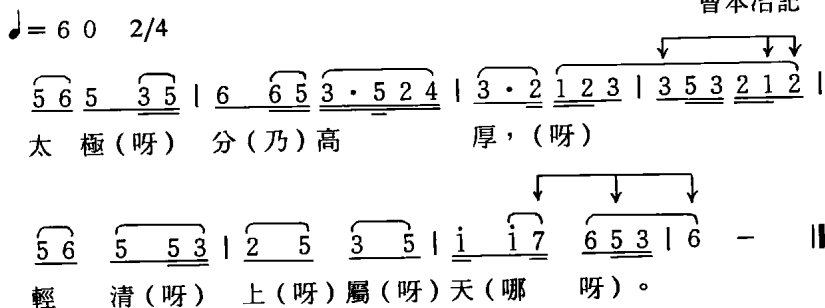 曾本冶記
♩= 6 0 2/4
5 6 5 3 5 | 6 6 5 3 · 5 2 4 | 3 · 2 1 2 3 | 3 5 3 2 1 2 |
太 極(呀) 分(乃)高 厚,(呀)
5 6 5 5 3 | 2 5 3 5 | i i 7 6 5 3 | 6 — ‖
輕 清(呀) 上(呀)屬(呀)天(哪 呀)。